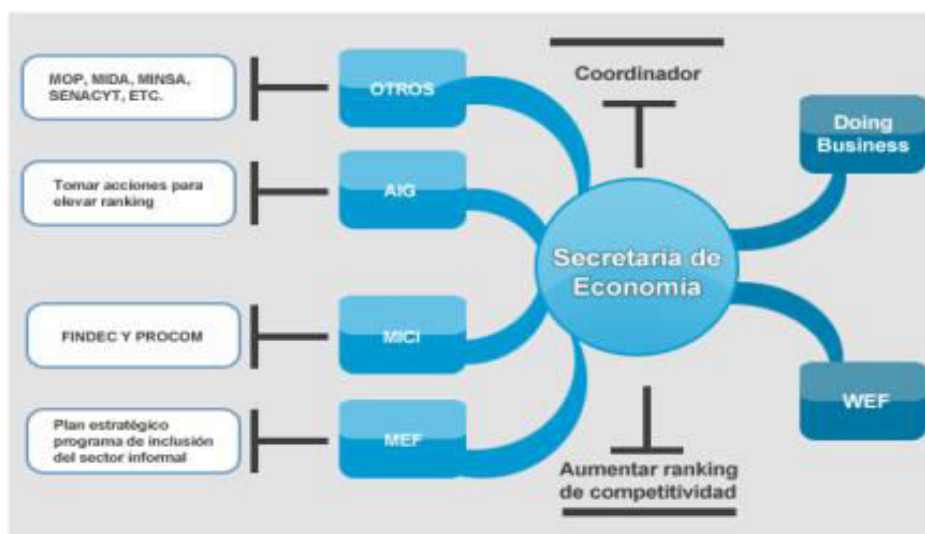 MOP, MIDA, MINSA,
SENACYT, ETC.
OTROS
Coordinador
Doing
Business
Tomar acciones para
elevar ranking
AIG
Secretaria de
Economia
FINDEC Y PROCOM
MICI
WEF
Plan estratégico
programa de inclusión
del sector informal
MEF
Aumentar ranking
de competitividad